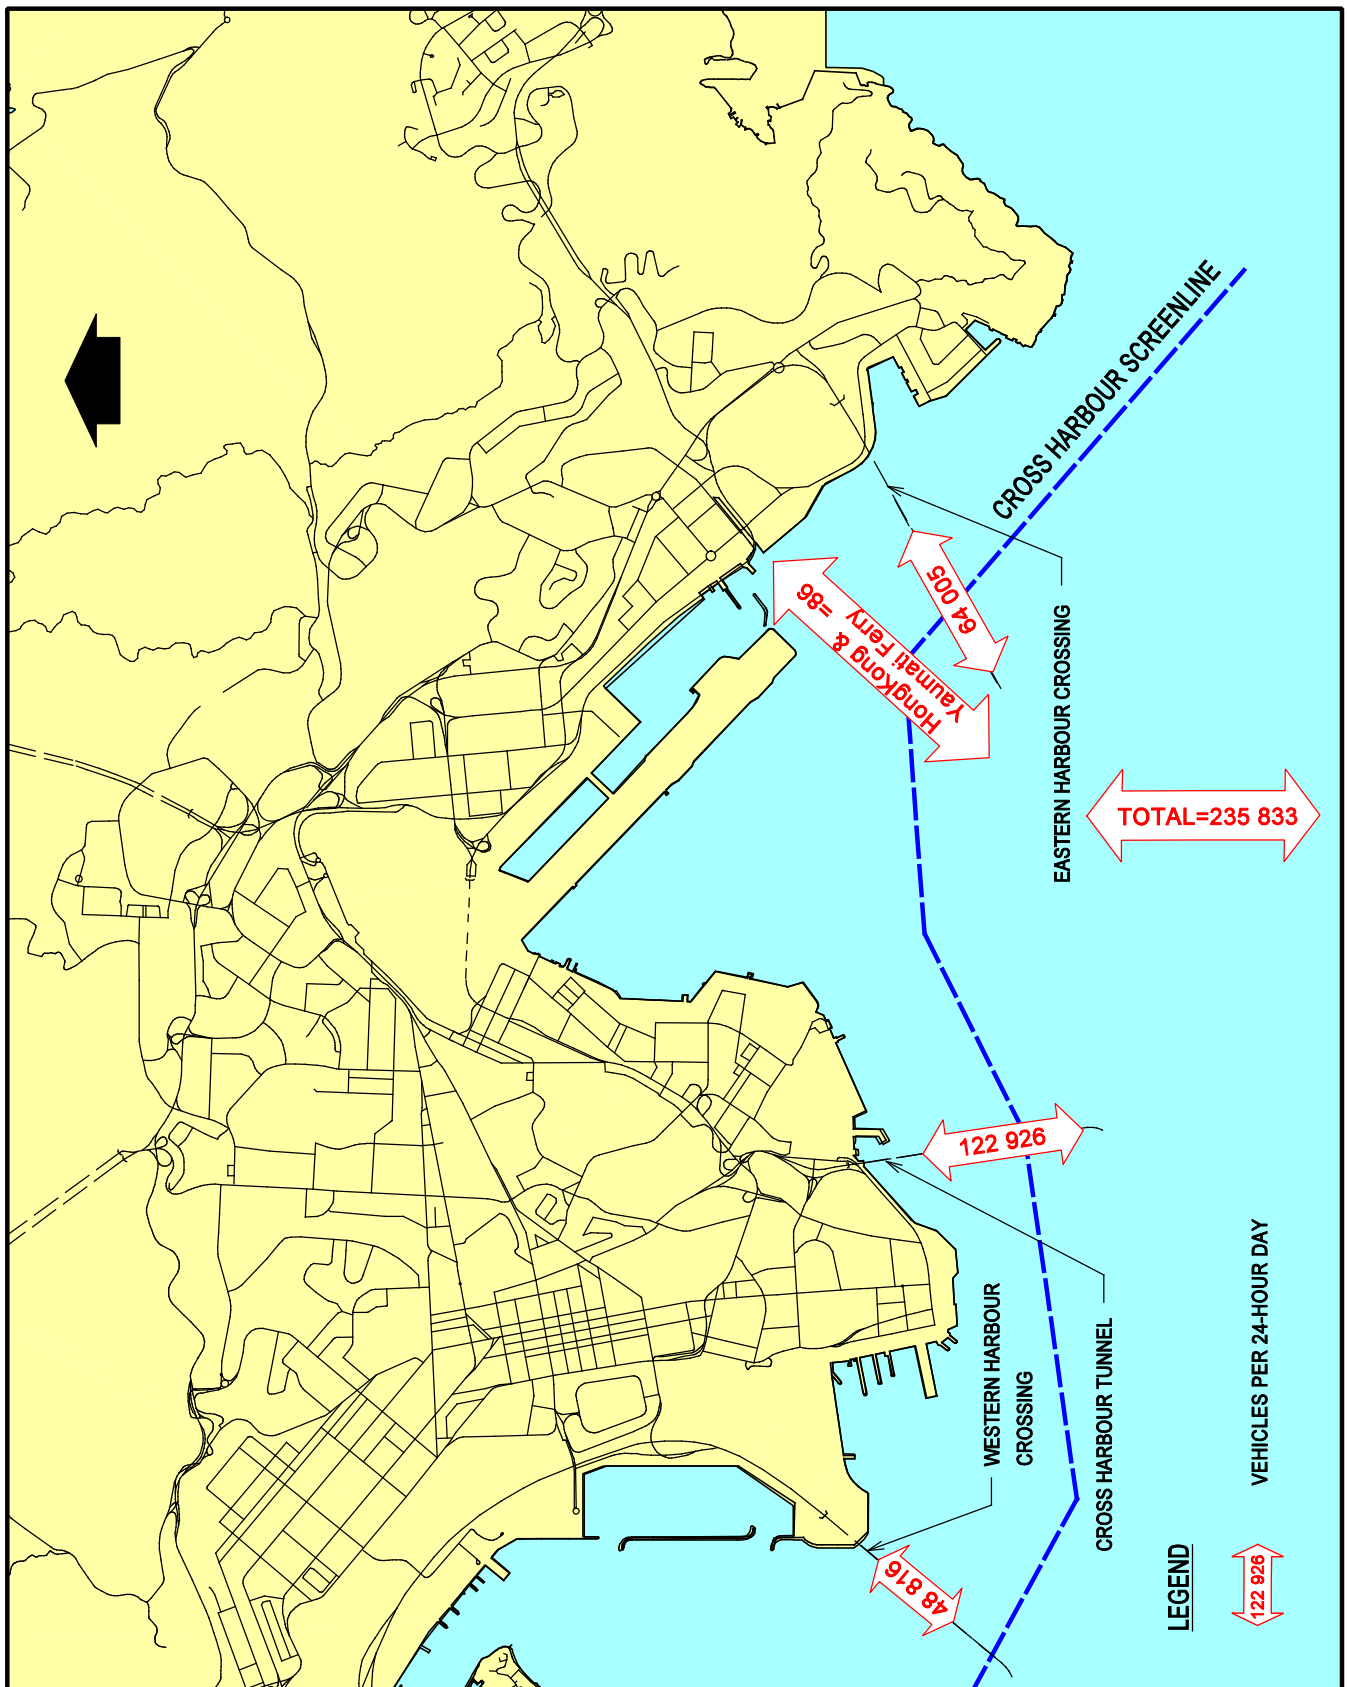 CROSS HARBOUR SCREENLINE
64 005
HongKong &
Yaumati Ferry =86
EASTERN HARBOUR CROSSING
TOTAL=235 833
122 926
WESTERN HARBOUR
CROSSING
CROSS HARBOUR TUNNEL
48 816
LEGEND
122 926
VEHICLES PER 24-HOUR DAY